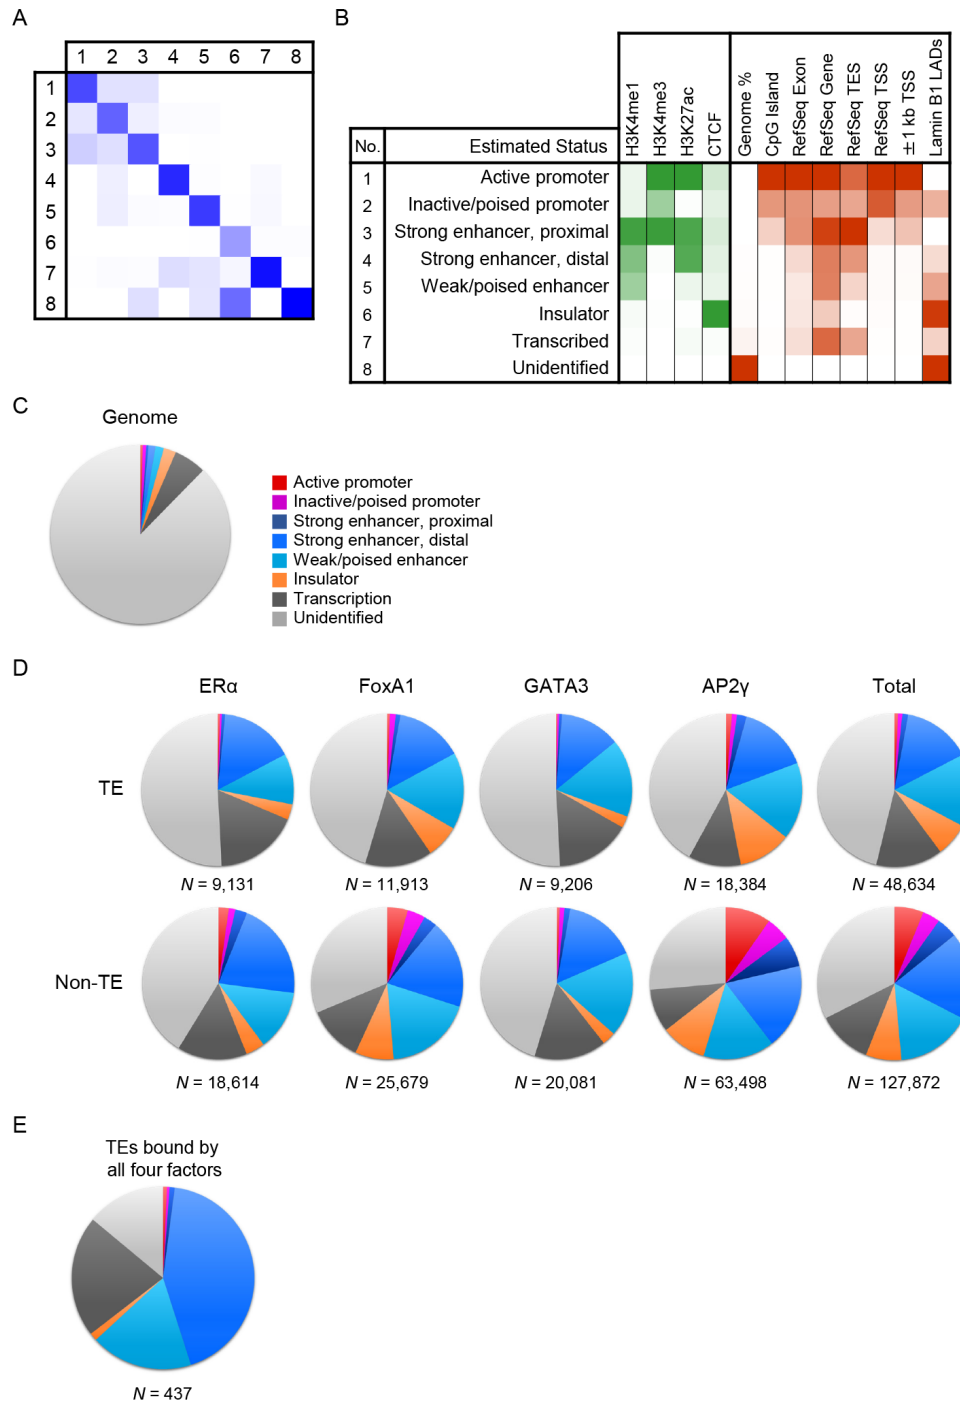 A
1 2 3 4 5 6 7 8
1
2
3
4
5
6
7
8
B
No. Estimated Status H3K4me1 H3K4me3 H3K27ac CTCF Genome % CpG Island RefSeq Exon RefSeq Gene RefSeq TES RefSeq TSS ± 1 kb TSS Lamin B1 LADs
1 Active promoter
2 Inactive/poised promoter
3 Strong enhancer, proximal
4 Strong enhancer, distal
5 Weak/poised enhancer
6 Insulator
7 Transcribed
8 Unidentified
C
Genome
Active promoter
Inactive/poised promoter
Strong enhancer, proximal
Strong enhancer, distal
Weak/poised enhancer
Insulator
Transcription
Unidentified
D
ERα FoxA1 GATA3 AP2γ Total
TE
N = 9,131 N = 11,913 N = 9,206 N = 18,384 N = 48,634
Non-TE
N = 18,614 N = 25,679 N = 20,081 N = 63,498 N = 127,872
E
TEs bound by
all four factors
N = 437